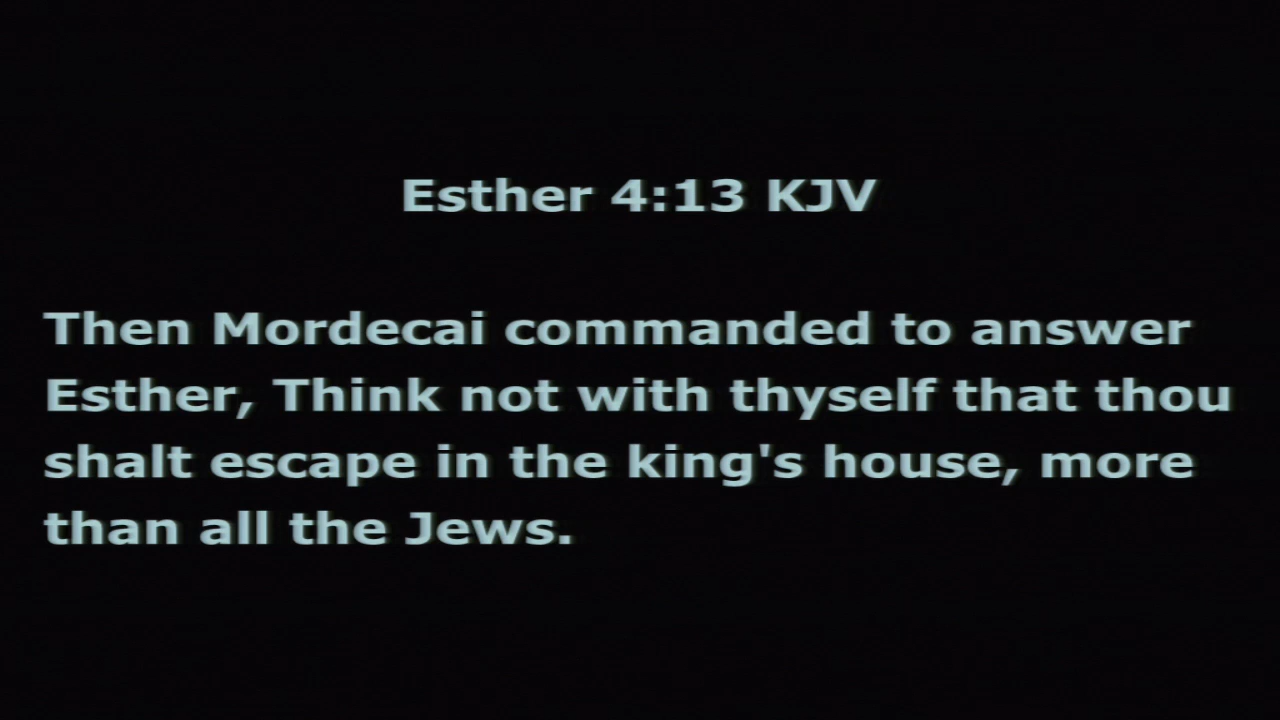 Esther 4:13 KJV
Then Mordecai commanded to answer
Esther, Think not with thyself that thou
shalt escape in the king's house, more
than all the Jews.